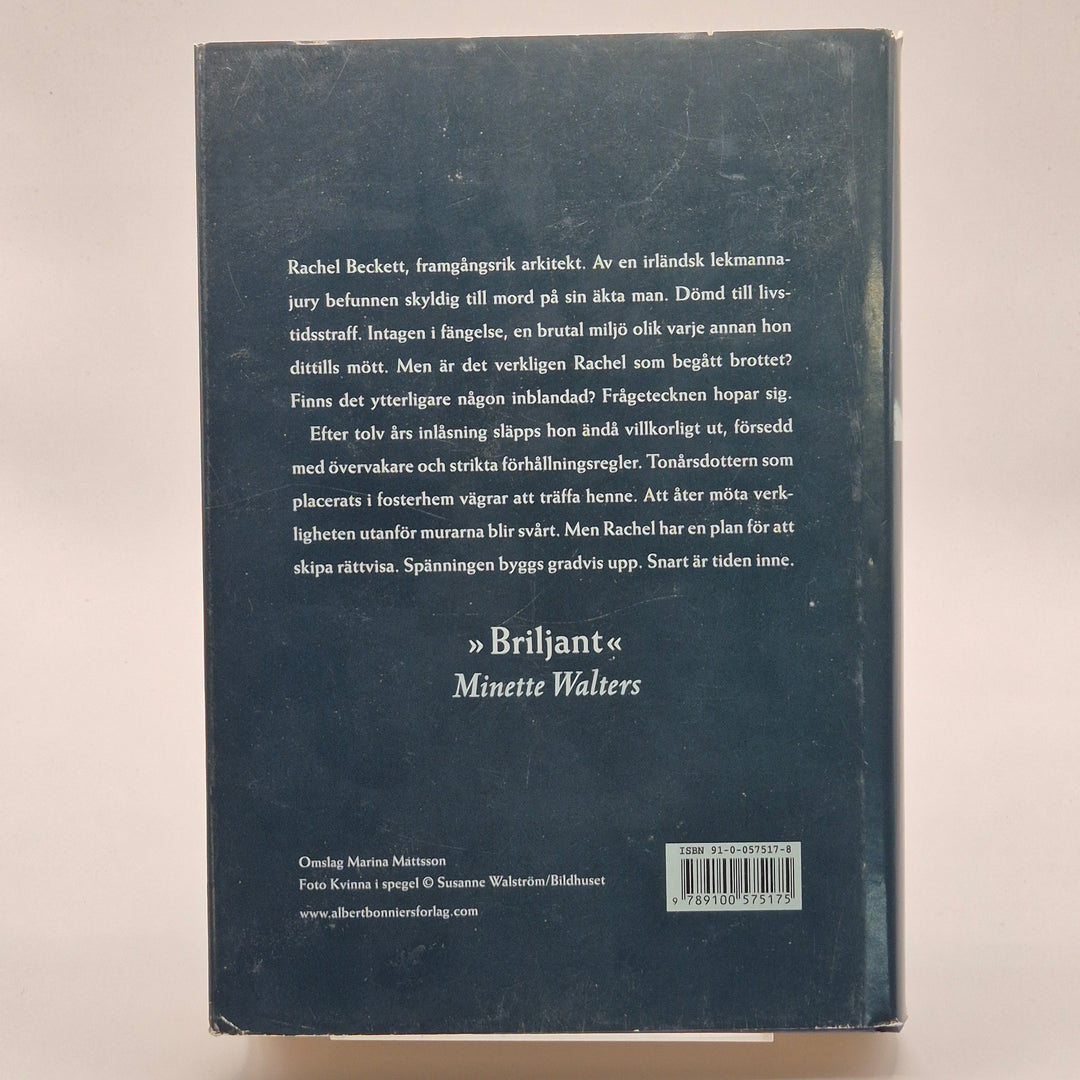 Rachel Beckett, framgångsrik arkitekt. Av en irländsk lekmanna-
jury befunnen skyldig till mord på sin äkta man. Dömd till livs-
tidsstraff. Intagen i fängelse, en brutal miljö olik varje annan hon
dittills mött. Men är det verkligen Rachel som begått brottet?
Finns det ytterligare någon inblandad? Frågetecknen hopar sig.
Efter tolv års inlåsning släpps hon ändå villkorligt ut, försedd
med övervakare och strikta förhållningsregler. Tonårsdottern som
placerats i fosterhem vägrar att träffa henne. Att åter möta verk-
ligheten utanför murarna blir svårt. Men Rachel har en plan för att
skipa rättvisa. Spänningen byggs gradvis upp. Snart är tiden inne.
»Briljant«
Minette Walters
Omslag Marina Mattsson
Foto Kvinna i spegel © Susanne Walström/Bildhuset
www.albertbonniersforlag.com
ISBN 91-0-057517-8
9 789100 575175